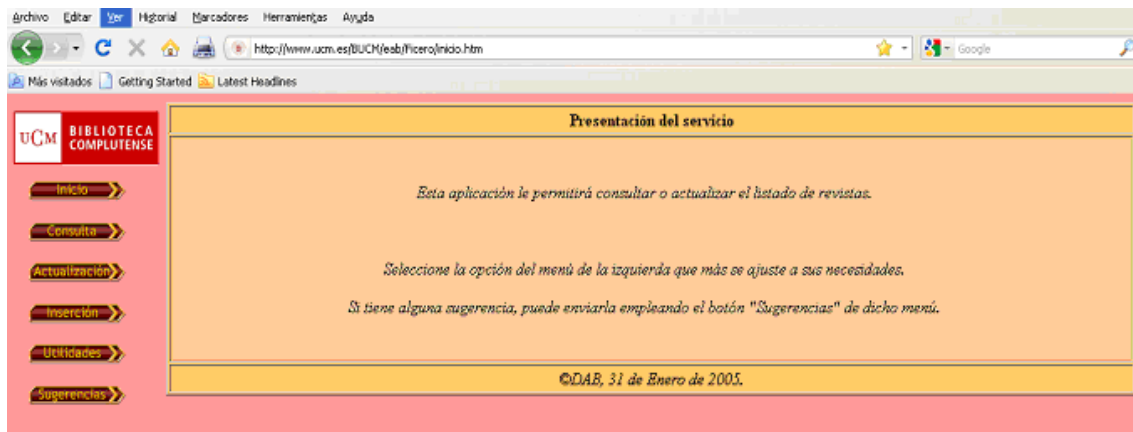 Archivo Editar Ver Historial Marcadores Herramientas Ayuda
http://www.ucm.es/BUCM/eab/Ficero/inicio.htm
Google
Más visitados Getting Started Latest Headlines
UCM BIBLIOTECA COMPLUTENSE
Inicio
Consulta
Actualización
Inserción
Utilidades
Sugerencias
Presentación del servicio
Esta aplicación le permitirá consultar o actualizar el listado de revistas.
Seleccione la opción del menú de la izquierda que más se ajuste a sus necesidades.
Si tiene alguna sugerencia, puede enviarla empleando el botón "Sugerencias" de dicho menú.
©DAB, 31 de Enero de 2005.